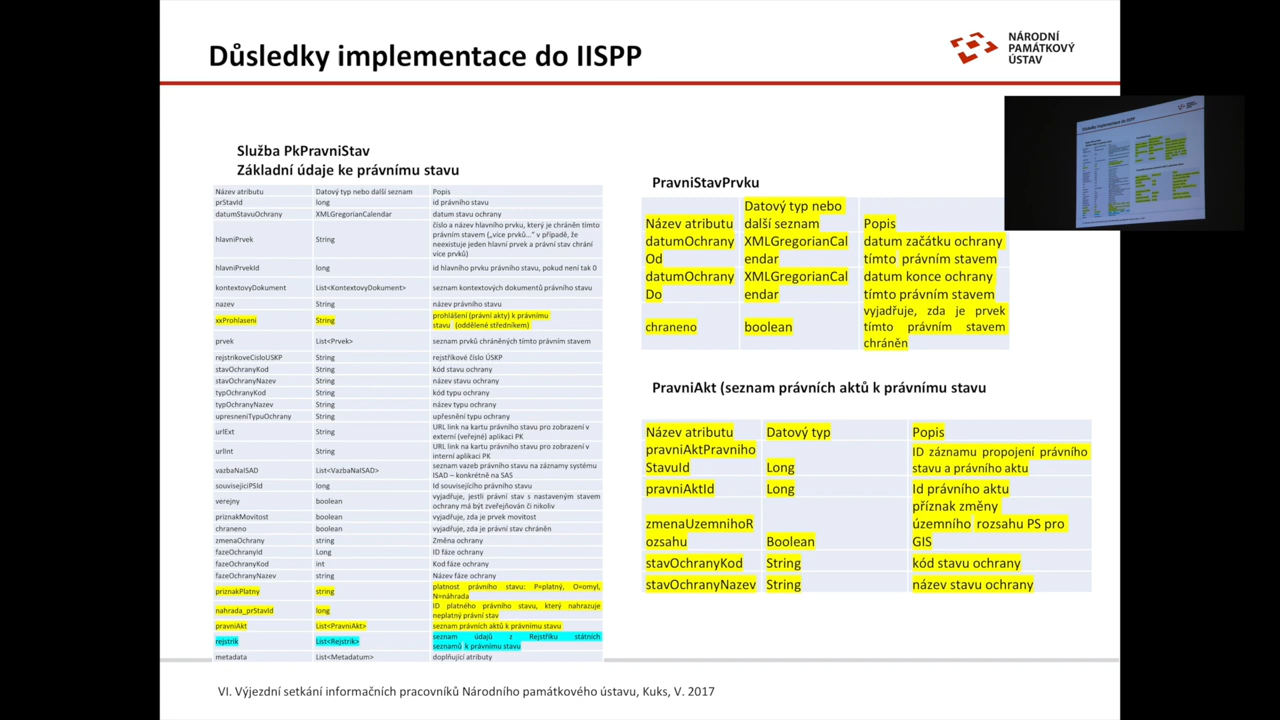 Důsledky implementace do IISPP
NÁRODNÍ
PAMÁTKOVÝ
ÚSTAV
Služba PkPravniStav
Základní údaje ke právnímu stavu
Název atributu Datový typ nebo další seznam Popis
prStavId long id právního stavu
datumStavuOchrany XMLGregorianCalendar datum stavu ochrany
hlavniPrvek String číslo a název hlavního prvku, který je chráněn tímto
právním stavem („více prvků...“ v případě, že
neexistuje jeden hlavní prvek a právní stav chrání
více prvků)
hlavniPrvekId long id hlavního prvku právního stavu, pokud není tak 0
kontextovyDokument List<KontextovyDokument> seznam kontextových dokumentů právního stavu
nazev String název právního stavu
xxProhlaseni String prohlášení (právní akty) k právnímu
stavu (oddělené středníkem)
prvek List<Prvek> seznam prvků chráněných tímto právním stavem
rejstrikoveCisloUSKP String rejstříkové číslo ÚSKP
stavOchranyKod String kód stavu ochrany
stavOchranyNazev String název stavu ochrany
typOchranyKod String kód typu ochrany
typOchranyNazev String název typu ochrany
upresneniTypuOchrany String upřesnění typu ochrany
urlExt String URL link na kartu právního stavu pro zobrazení v
externí (veřejné) aplikaci PK
urlInt String URL link na kartu právního stavu pro zobrazení v
interní aplikaci PK
vazbaNaISAD List<VazbaNaISAD> seznam vazeb právního stavu na záznamy systému
ISAD – konkrétně na SAS
souvisejiciPSId long Id souvisejícího právního stavu
verejny boolean vyjadřuje, jestli právní stav s nastaveným stavem
ochrany má být zveřejňován či nikoliv
priznakMovitost boolean vyjadřuje, zda je prvek movitost
chraneno boolean vyjadřuje, zda je právní stav chráněn
zmenaOchrany string Změna ochrany
fazeOchranyId Long ID fáze ochrany
fazeOchranyKod int Kod fáze ochrany
fazeOchranyNazev string Název fáze ochrany
priznakPlatny string platnost právního stavu: P=platný, O=omyl,
N=náhrada
nahrada_prStavId long ID platného právního stavu, který nahrazuje
neplatný právní stav
pravniAkt List<PravniAkt> seznam právních aktů k právnímu stavu
rejstrik List<Rejstrik> seznam údajů z Rejstříku státních
seznamů k právnímu stavu
metadata List<Metadatum> doplňující atributy
PravniStavPrvku
Datový typ nebo
Název atributu další seznam Popis
datumOchrany XMLGregorianCal datum začátku ochrany
Od endar tímto právním stavem
datumOchrany XMLGregorianCal datum konce ochrany
Do endar tímto právním stavem
vyjadřuje, zda je prvek
chraneno boolean tímto právním stavem
chráněn
PravniAkt (seznam právních aktů k právnímu stavu
Název atributu Datový typ Popis
pravniAktPravniho ID záznamu propojení právního
StavuId Long stavu a právního aktu
pravniAktId Long Id právního aktu
příznak změny
zmenaUzemnihoR územního rozsahu PS pro
ozsahu Boolean GIS
stavOchranyKod String kód stavu ochrany
stavOchranyNazev String název stavu ochrany
VI. Výjezdní setkání informačních pracovníků Národního památkového ústavu, Kuks, V. 2017